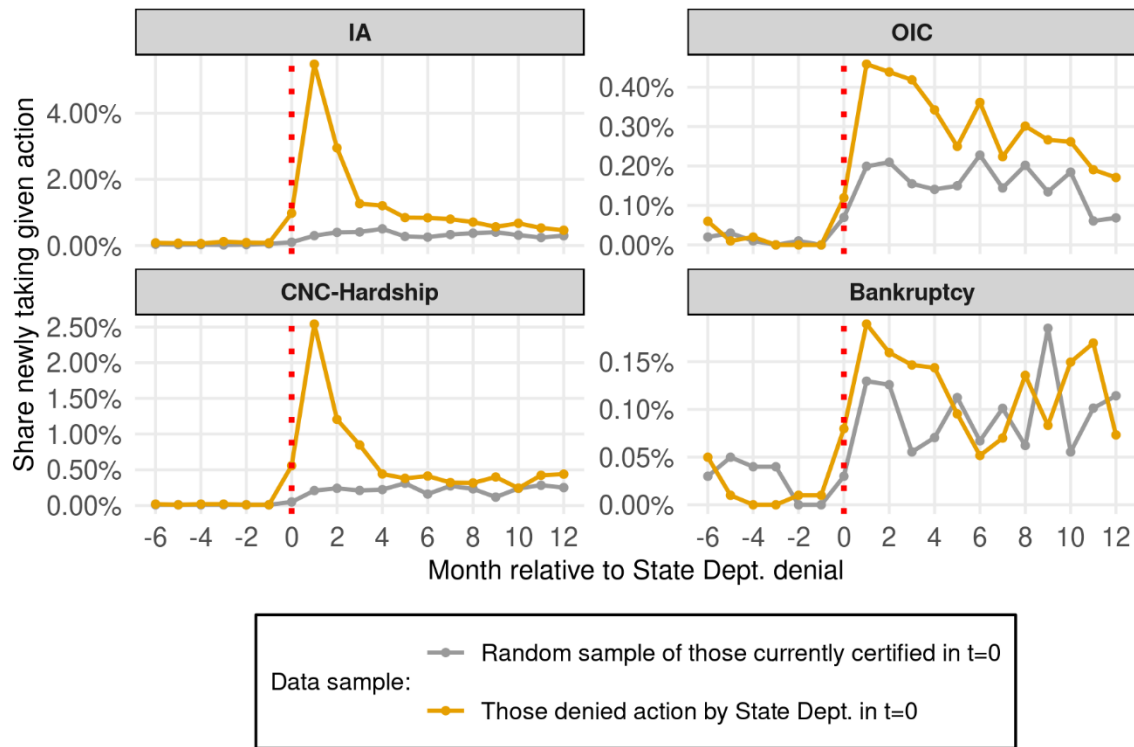 Share newly taking given action
IA
4.00%
2.00%
0.00%
OIC
0.40%
0.30%
0.20%
0.10%
0.00%
CNC-Hardship
2.50%
2.00%
1.50%
1.00%
0.50%
0.00%
-6 -4 -2 0 2 4 6 8 10 12
Bankruptcy
0.15%
0.10%
0.05%
0.00%
-6 -4 -2 0 2 4 6 8 10 12
Month relative to State Dept. denial
Data sample:
Random sample of those currently certified in t=0
Those denied action by State Dept. in t=0